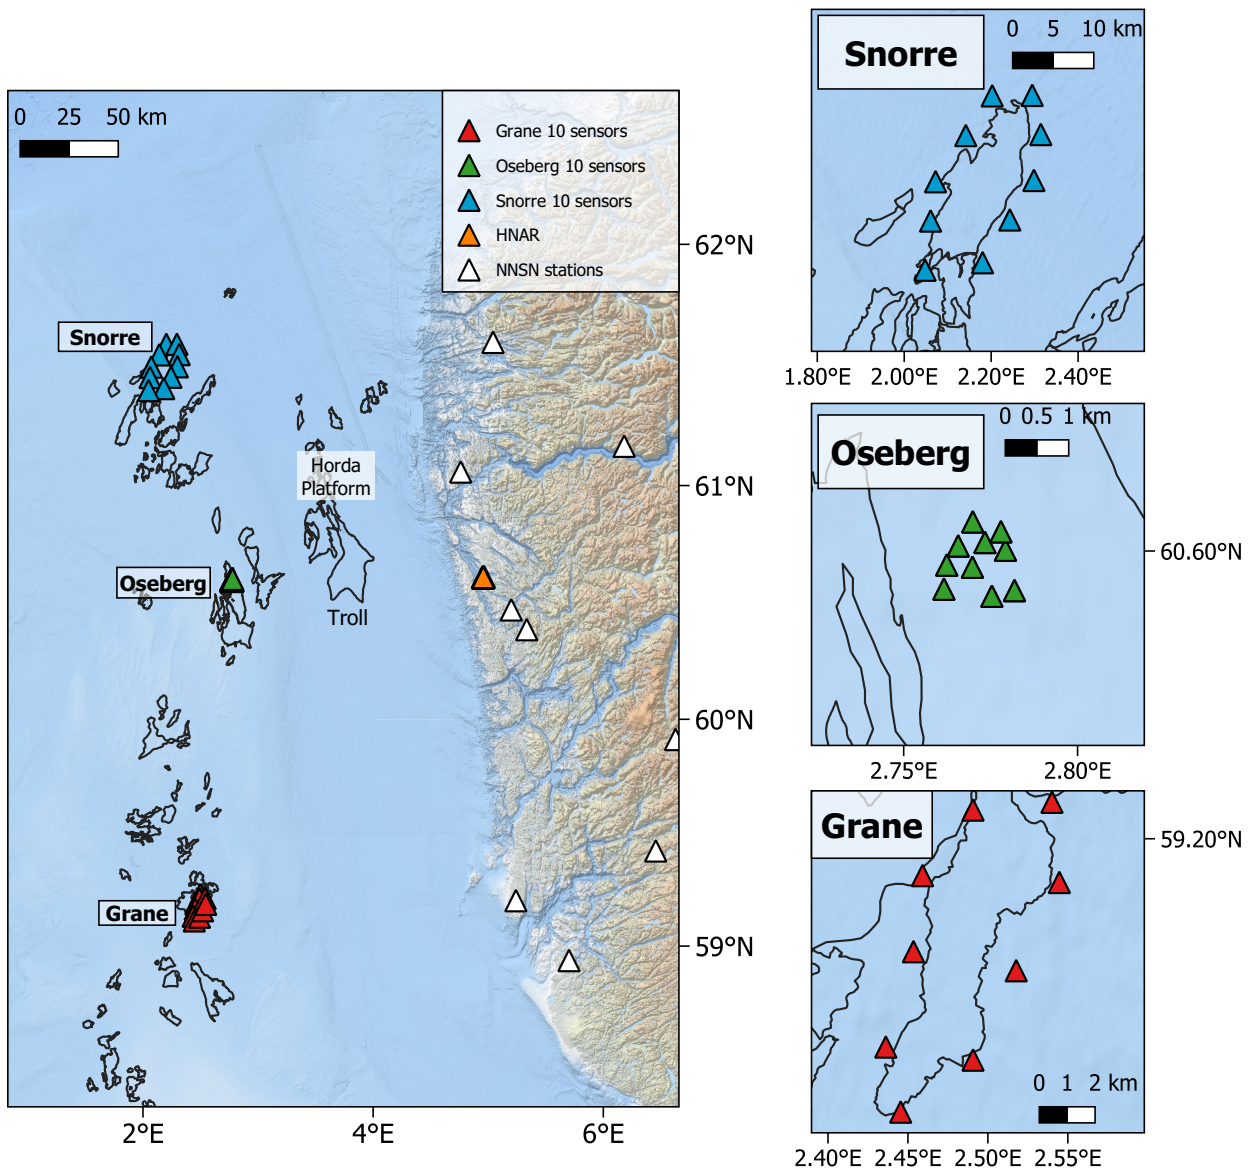 0 25 50 km
Grane 10 sensors
Oseberg 10 sensors
Snorre 10 sensors
HNAR
NNSN stations
Snorre
Horda
Platform
Oseberg
Troll
Grane
62°N
61°N
60°N
59°N
2°E 4°E 6°E
Snorre
0 5 10 km
1.80°E 2.00°E 2.20°E 2.40°E
Oseberg
0 0.5 1 km
60.60°N
2.75°E 2.80°E
Grane
59.20°N
0 1 2 km
2.40°E 2.45°E 2.50°E 2.55°E